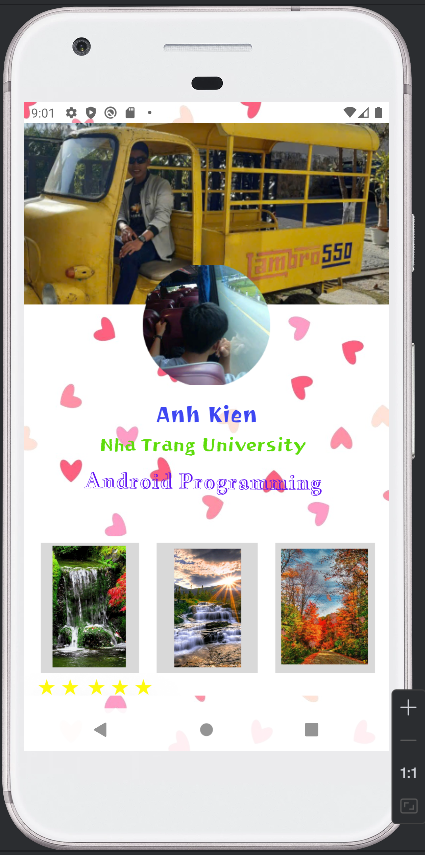 9:01
lambro 550
Anh Kien
Nha Trang University
Android Programming
1:1